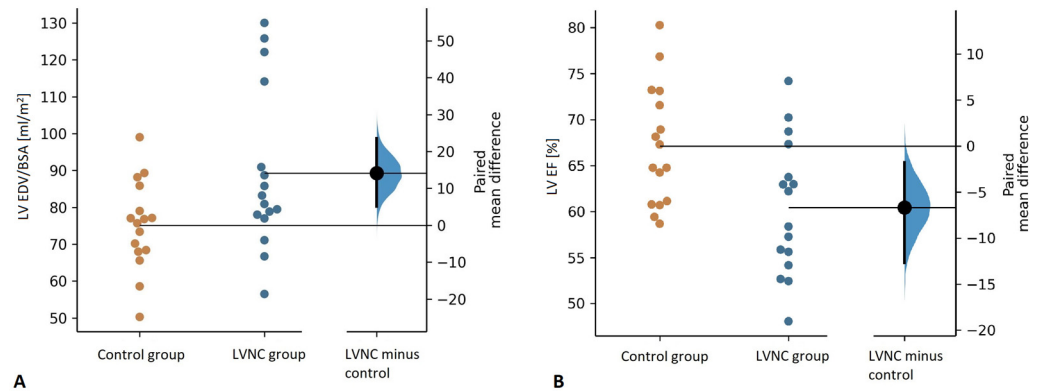 130
120
110
100
90
80
70
60
50
LV EDV/BSA [ml/m²]
50
40
30
20
10
0
−10
−20
Paired
mean difference
Control group
LVNC group
LVNC minus
control
A
80
75
70
65
60
55
50
LV EF [%]
10
5
0
−5
−10
−15
−20
Paired
mean difference
Control group
LVNC group
LVNC minus
control
B